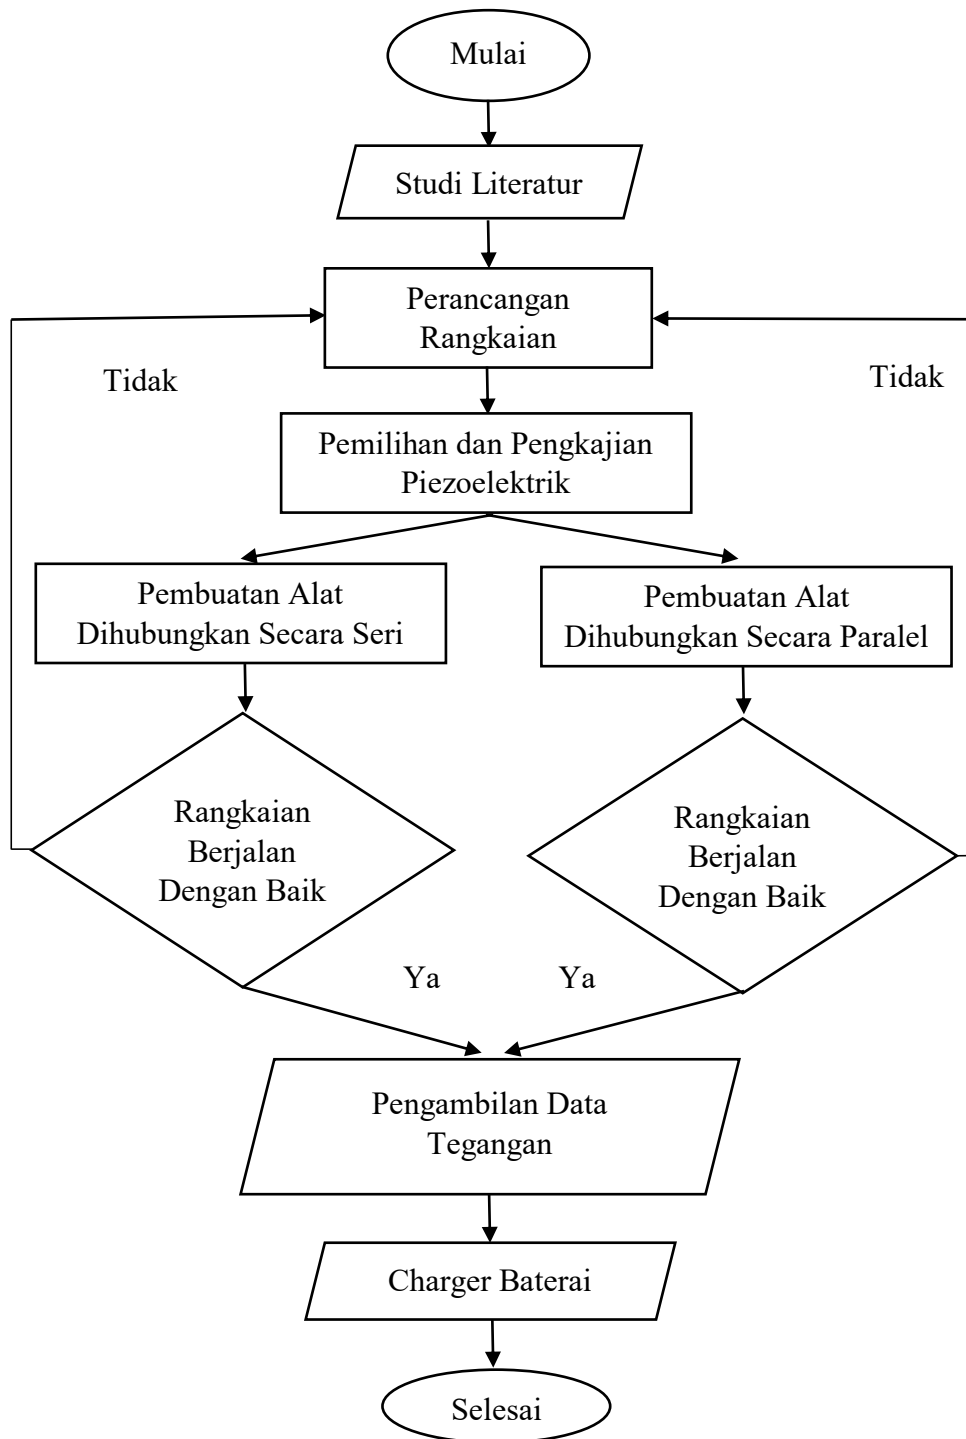 Mulai
Studi Literatur
Perancangan
Rangkaian
Tidak
Tidak
Pemilihan dan Pengkajian
Piezoelektrik
Pembuatan Alat
Dihubungkan Secara Seri
Pembuatan Alat
Dihubungkan Secara Paralel
Rangkaian
Berjalan
Dengan Baik
Rangkaian
Berjalan
Dengan Baik
Ya
Ya
Pengambilan Data
Tegangan
Charger Baterai
Selesai